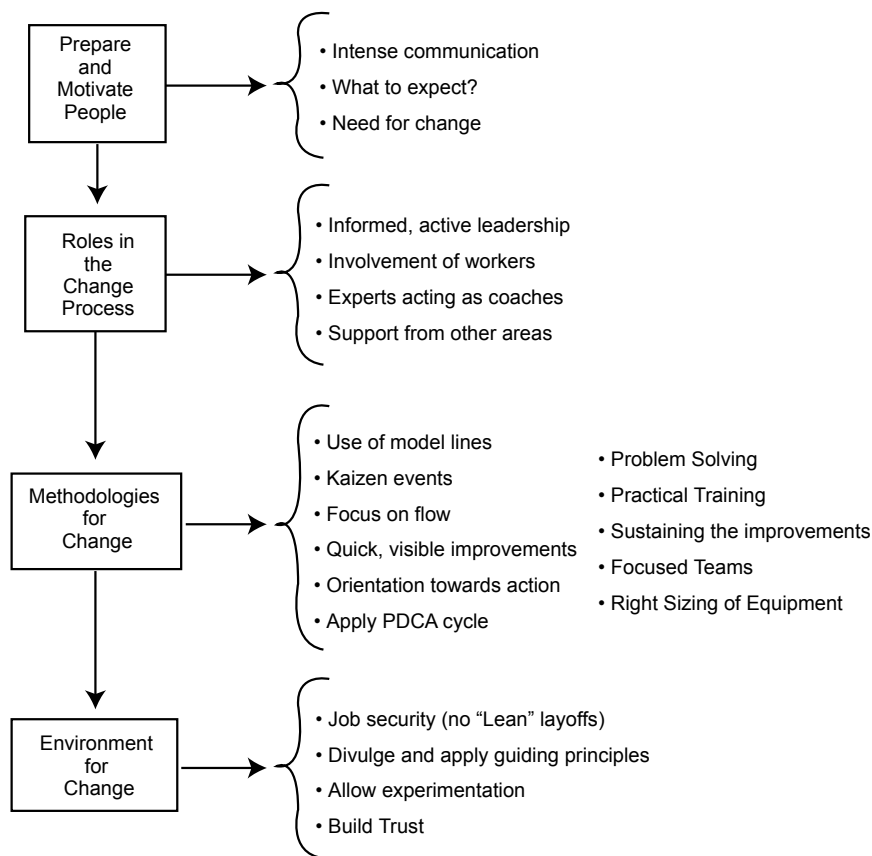 Prepare
and
Motivate
People
• Intense communication
• What to expect?
• Need for change
Roles in
the
Change
Process
• Informed, active leadership
• Involvement of workers
• Experts acting as coaches
• Support from other areas
Methodologies
for
Change
• Use of model lines
• Kaizen events
• Focus on flow
• Quick, visible improvements
• Orientation towards action
• Apply PDCA cycle
• Problem Solving
• Practical Training
• Sustaining the improvements
• Focused Teams
• Right Sizing of Equipment
Environment
for
Change
• Job security (no “Lean” layoffs)
• Divulge and apply guiding principles
• Allow experimentation
• Build Trust